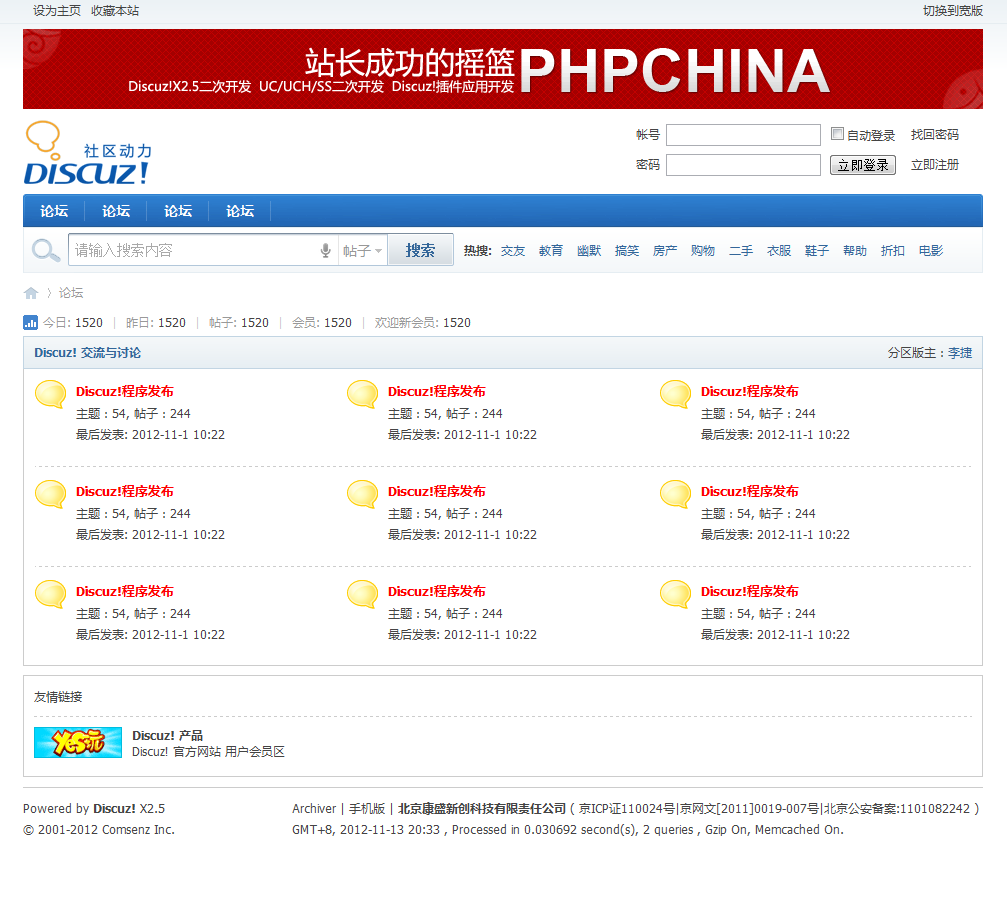 设为主页 收藏本站 切换到宽版
站长成功的摇篮 PHPCHINA
Discuz!X2.5二次开发 UC/UCH/SS二次开发 Discuz!插件应用开发
社区动力
DISCUZ!
帐号 自动登录 找回密码
密码 立即登录 立即注册
论坛 论坛 论坛 论坛
请输入搜索内容 帖子 搜索 热搜: 交友 教育 幽默 搞笑 房产 购物 二手 衣服 鞋子 帮助 折扣 电影
论坛
今日: 1520 | 昨日: 1520 | 帖子: 1520 | 会员: 1520 | 欢迎新会员: 1520
Discuz! 交流与讨论 分区版主：李捷
Discuz!程序发布 Discuz!程序发布 Discuz!程序发布
主题：54, 帖子：244 主题：54, 帖子：244 主题：54, 帖子：244
最后发表: 2012-11-1 10:22 最后发表: 2012-11-1 10:22 最后发表: 2012-11-1 10:22
Discuz!程序发布 Discuz!程序发布 Discuz!程序发布
主题：54, 帖子：244 主题：54, 帖子：244 主题：54, 帖子：244
最后发表: 2012-11-1 10:22 最后发表: 2012-11-1 10:22 最后发表: 2012-11-1 10:22
Discuz!程序发布 Discuz!程序发布 Discuz!程序发布
主题：54, 帖子：244 主题：54, 帖子：244 主题：54, 帖子：244
最后发表: 2012-11-1 10:22 最后发表: 2012-11-1 10:22 最后发表: 2012-11-1 10:22
友情链接
YES!玩 Discuz! 产品
Discuz! 官方网站 用户会员区
Powered by Discuz! X2.5 Archiver | 手机版 | 北京康盛新创科技有限责任公司 ( 京ICP证110024号|京网文[2011]0019-007号|北京公安备案:1101082242 )
© 2001-2012 Comsenz Inc. GMT+8, 2012-11-13 20:33 , Processed in 0.030692 second(s), 2 queries , Gzip On, Memcached On.